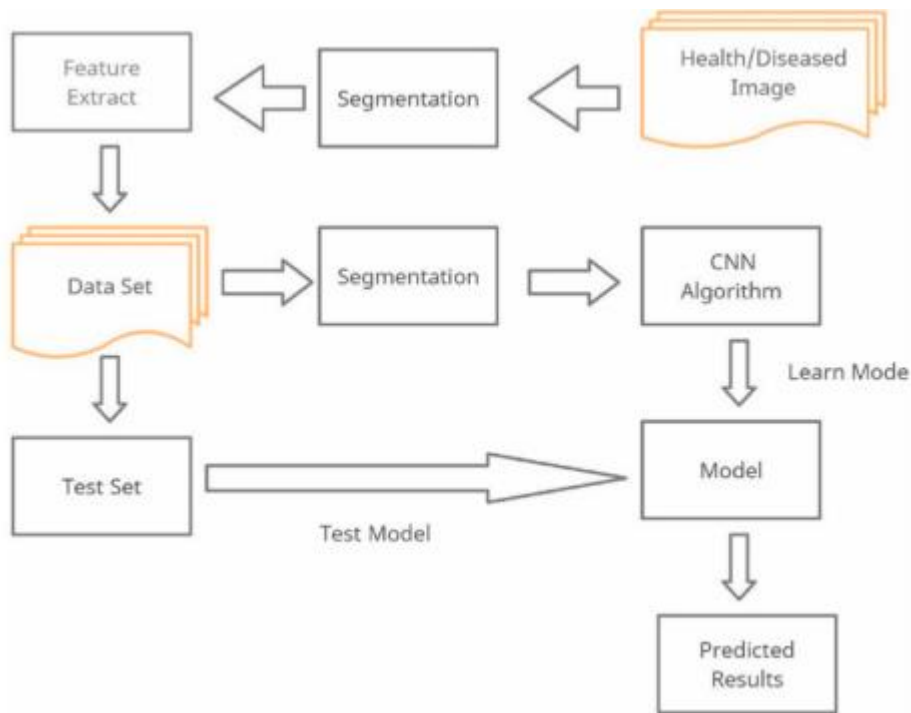 Feature
Extract
Segmentation
Health/Diseased
Image
Data Set
Segmentation
CNN
Algorithm
Learn Mode
Test Set
Test Model
Model
Predicted
Results